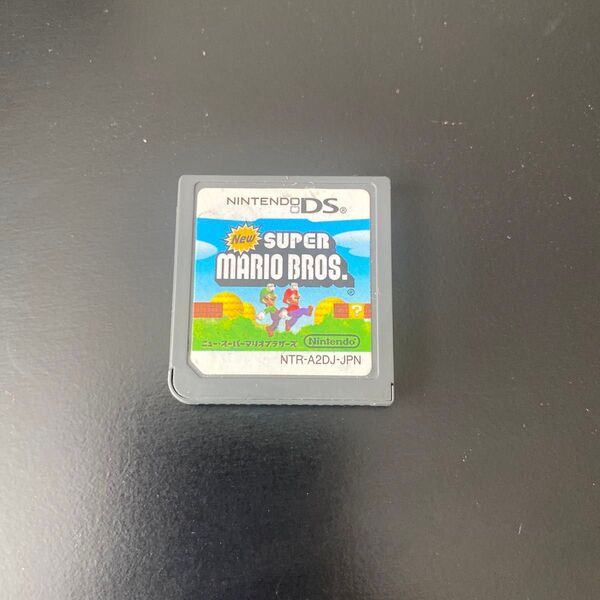 NINTENDO DS®
New SUPER
MARIO BROS.
?
ニュー・スーパーマリオブラザーズ
Nintendo
NTR-A2DJ-JPN